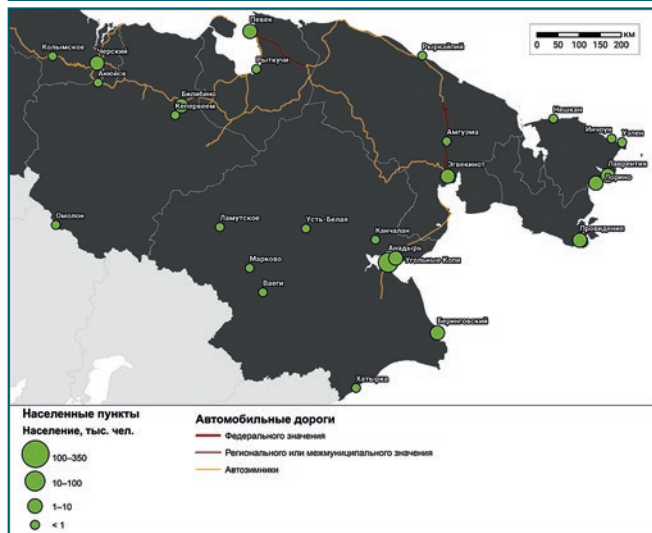 Певек
Колымское
Черский
Рыркайпий
КМ
0 50 100 150 200
Рыткучи
Анюйск
Билибино
Кепервеем
Нешкан
Инчоун
Уэлен
Амгуэма
Лаврентия
Эгвекинот
Лорино
Омолон
Ламутское
Усть-Белая
Канчалан
Провидения
Анадырь
Марково
Угольные Копи
Ваеги
Беринговский
Хатырка
Населенные пункты
Население, тыс. чел.
100–350
10–100
1–10
< 1
Автомобильные дороги
Федерального значения
Регионального или межмуниципального значения
Автозимники